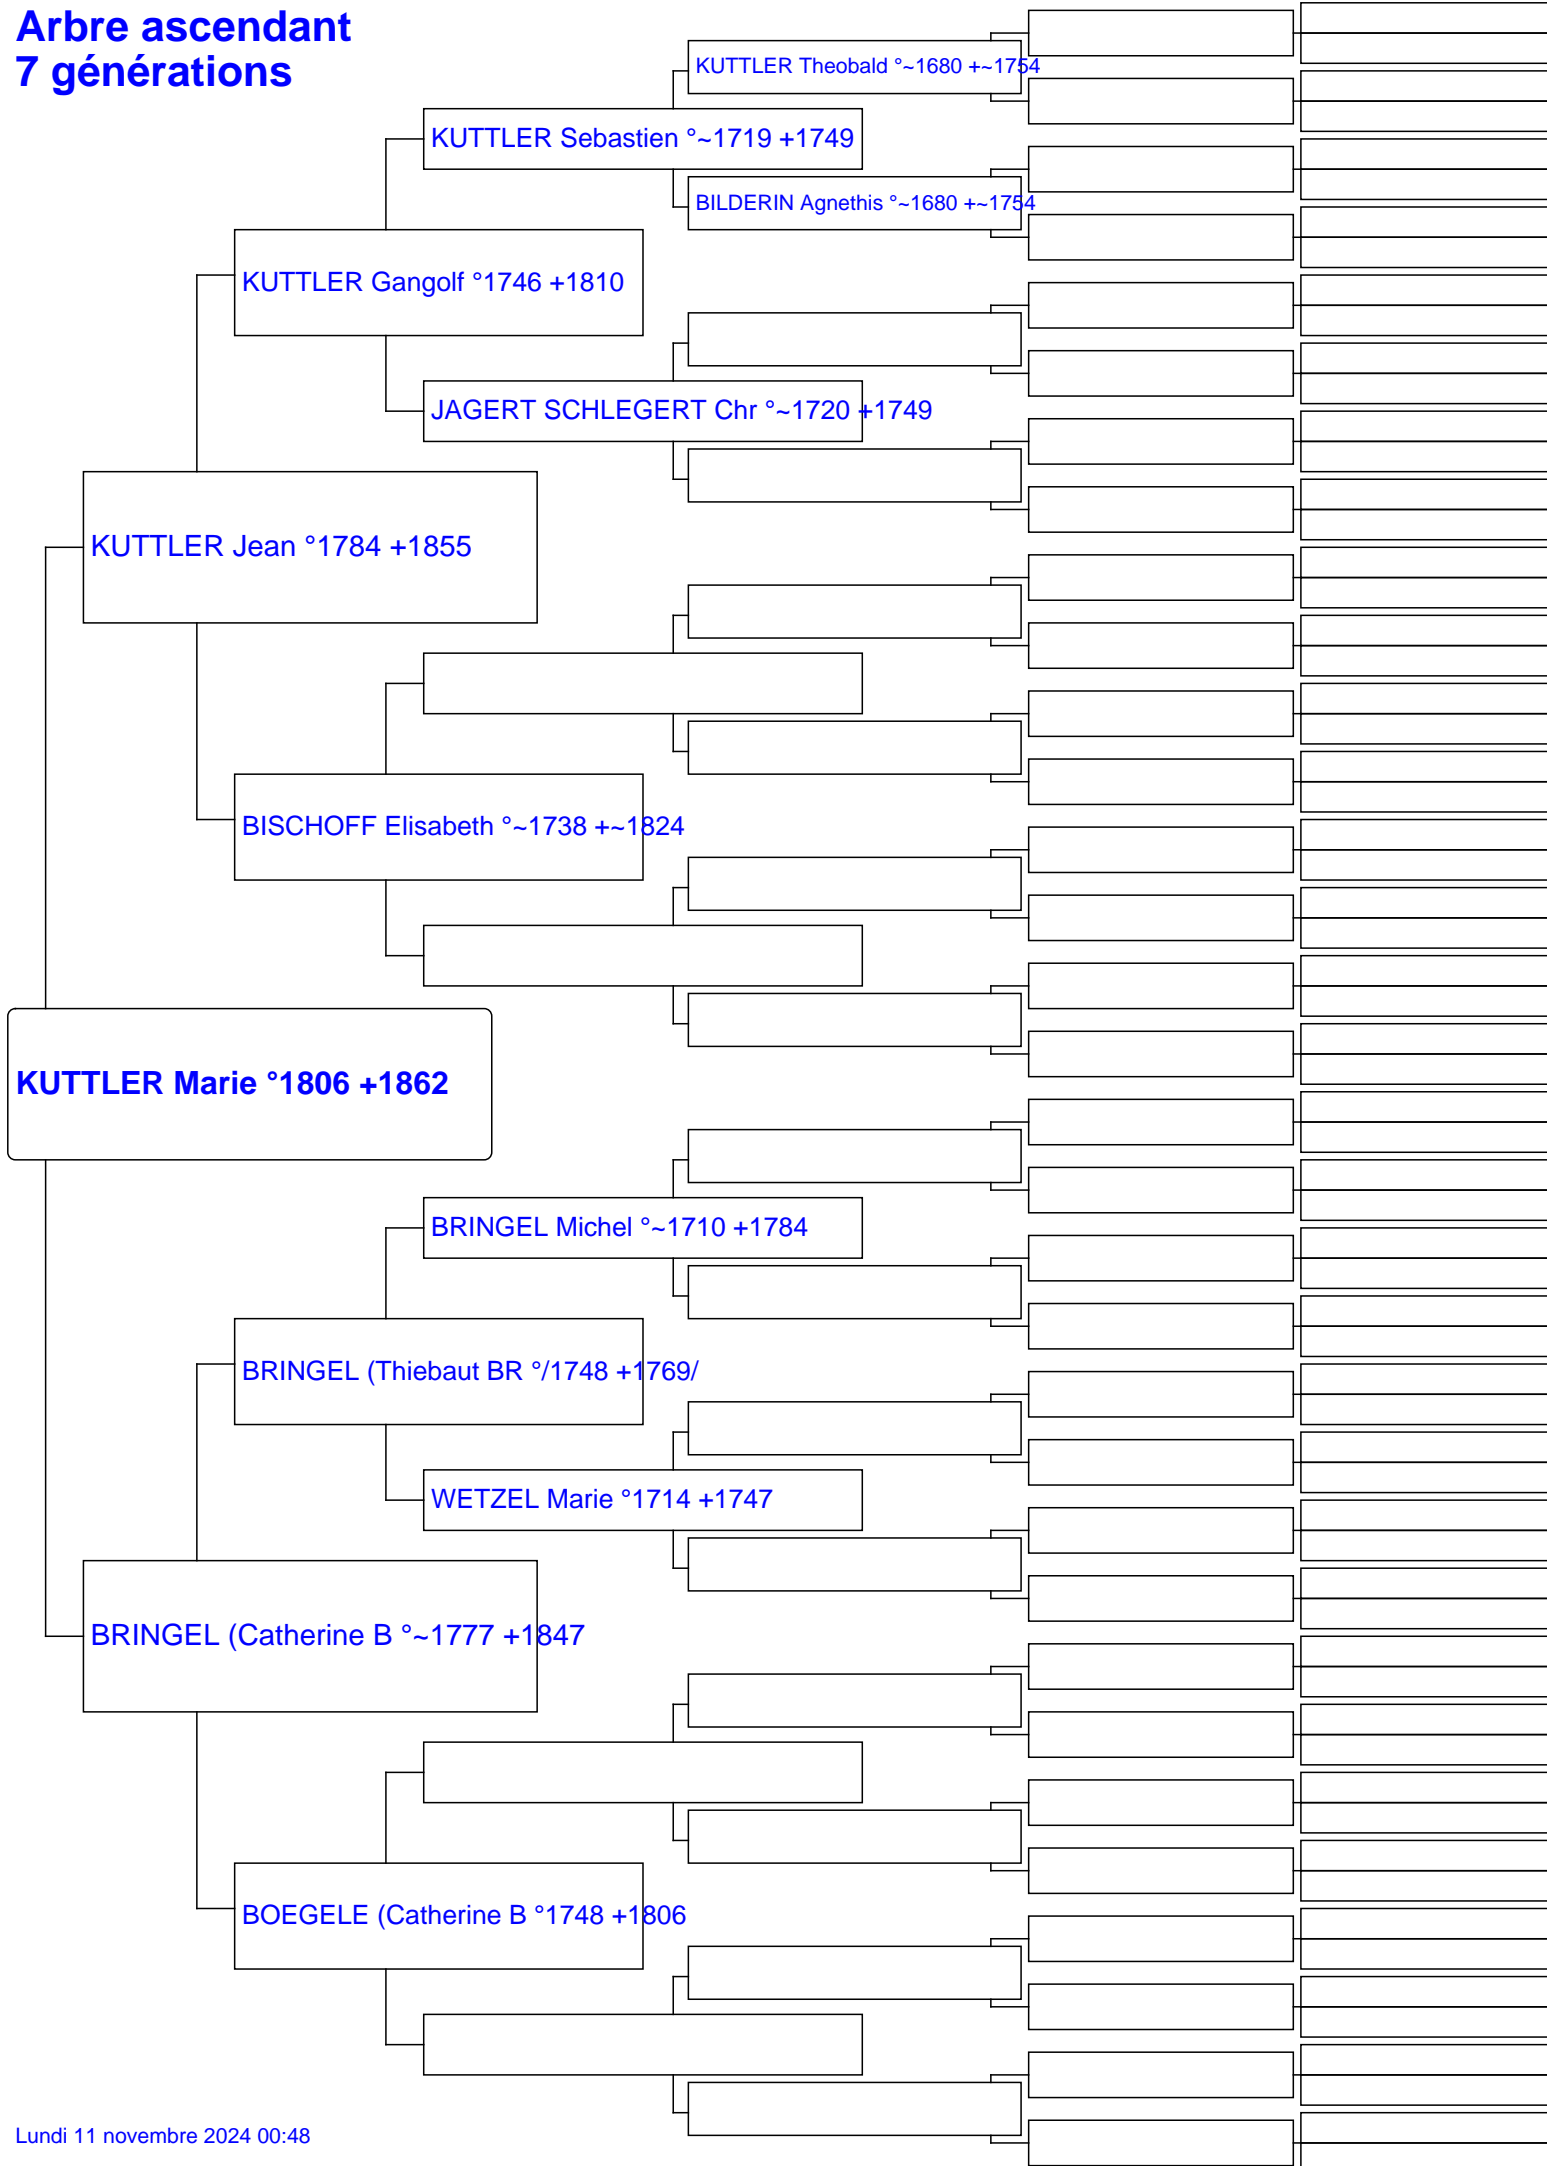 Arbre ascendant
7 générations
KUTTLER Theobald °~1680 +~1754
KUTTLER Sebastien °~1719 +1749
BILDERIN Agnethis °~1680 +~1754
KUTTLER Gangolf °1746 +1810
JAGERT SCHLEGERT Chr °~1720 +1749
KUTTLER Jean °1784 +1855
BISCHOFF Elisabeth °~1738 +~1824
KUTTLER Marie °1806 +1862
BRINGEL Michel °~1710 +1784
BRINGEL (Thiebaut BR °/1748 +1769/
WETZEL Marie °1714 +1747
BRINGEL (Catherine B °~1777 +1847
BOEGELE (Catherine B °1748 +1806
Lundi 11 novembre 2024 00:48